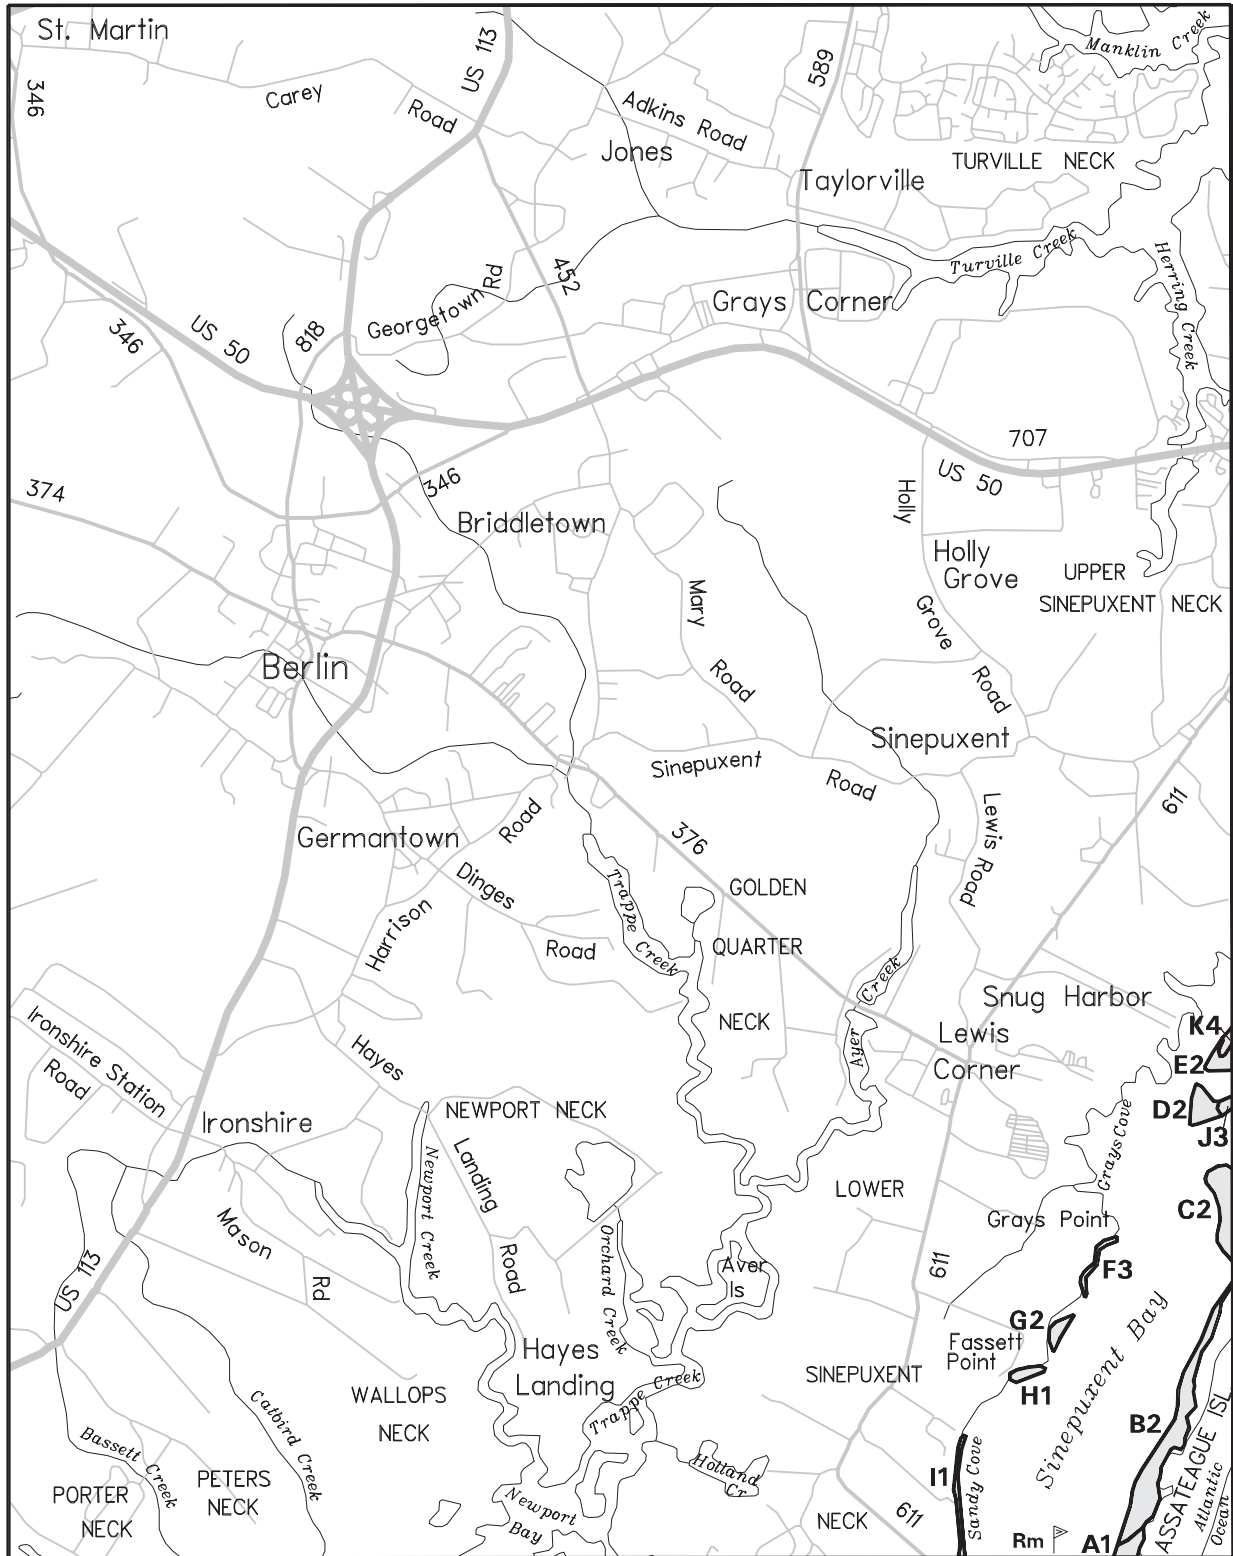 St. Martin
US 113
589
Manklin Creek
346
Carey
Road
Adkins Road
Jones
TURVILLE NECK
Taylorville
Turville Creek
Herring Creek
452
Georgetown Rd
Grays Corner
346
US 50
818
707
US 50
374
346
Briddletown
Holly
Grove
Road
Holly
Grove
UPPER
SINEPUXENT NECK
Mary
Road
Berlin
Sinepuxent
Sinepuxent
Road
611
Lewis Road
376
Germantown
Road
Dinges
Road
Harrison
Trappe Creek
GOLDEN
QUARTER
NECK
Creek
Ayer
Snug Harbor
Lewis
Corner
K4
E2
D2
J3
Ironshire Station
Road
Hayes
Landing
Road
Ironshire
NEWPORT NECK
Newport Creek
Grays Cove
LOWER
C2
Mason
Rd
Grays Point
Orchard Creek
Ayer
Is
611
F3
US 113
G2
Fassett
Point
Sinepuxent Bay
Hayes
Landing
SINEPUXENT
H1
WALLOPS
NECK
Trappe Creek
B2
ASSATEAGUE ISL
Catbird Creek
Bassett Creek
PETERS
NECK
PORTER
NECK
Holland
Cr
I1
Sandy Cove
Newport
Bay
NECK
611
Rm
A1
Atlantic
Ocean